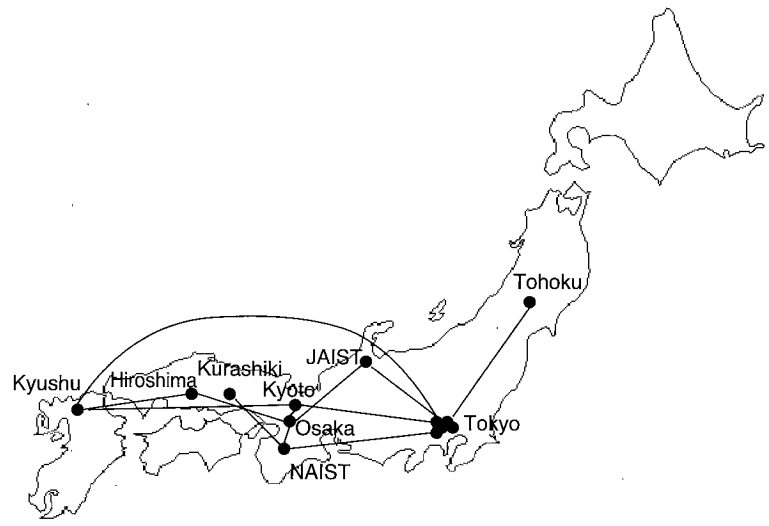 Tohoku
JAIST
Kurashiki
Hiroshima
Kyushu
Kyoto
Tokyo
Osaka
NAIST